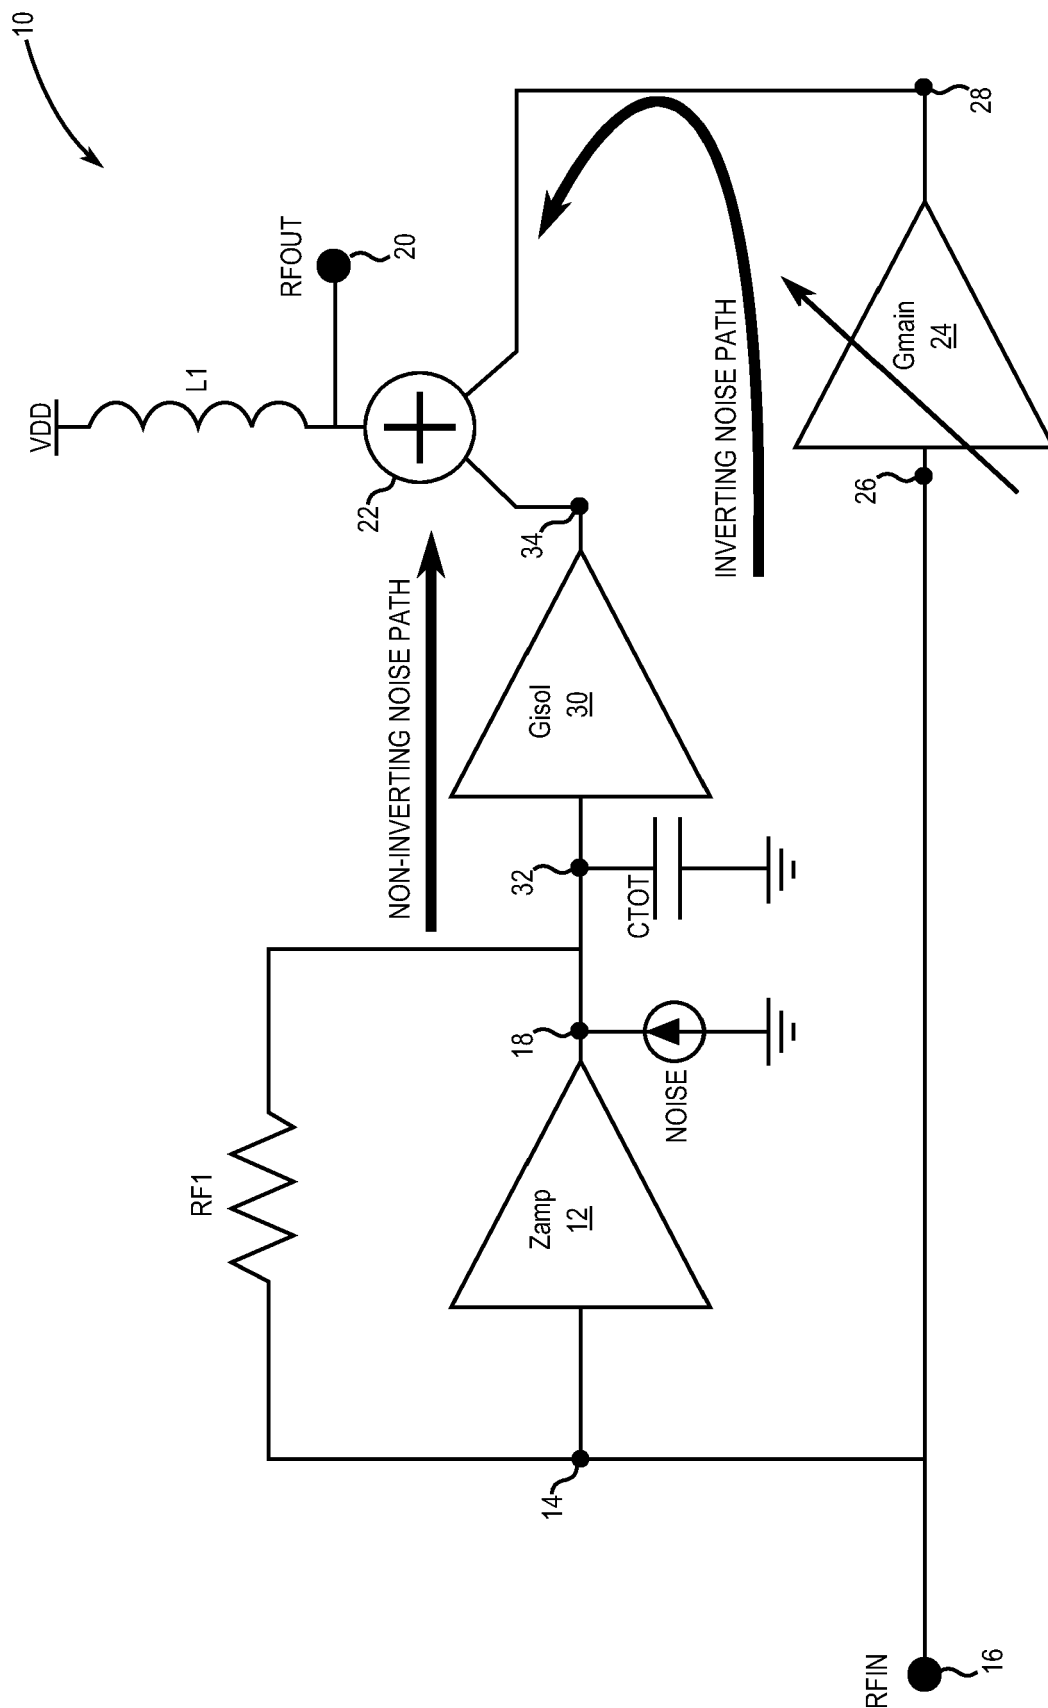 10
VDD
L1
RFOUT
20
22
28
34
NON-INVERTING NOISE PATH
INVERTING NOISE PATH
Gmain
24
26
Gisol
30
32
CTOT
18
NOISE
RF1
Zamp
12
14
RFIN
16